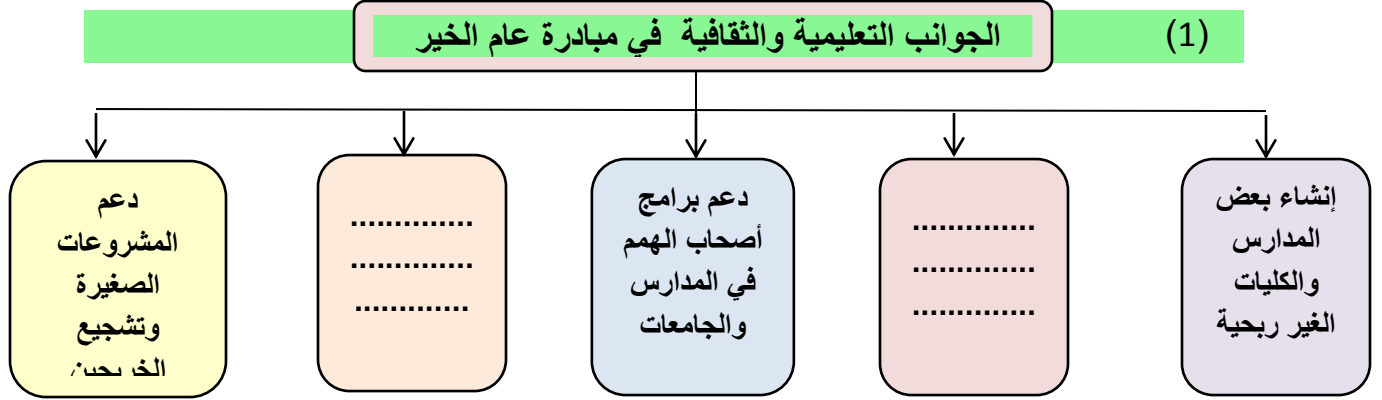 (1)
الجوانب التعليمية والثقافية في مبادرة عام الخير
إنشاء بعض
المدارس
والكليات
الغير ربحية
..............
..............
..............
دعم برامج
أصحاب الهمم
في المدارس
والجامعات
..............
..............
.............
دعم
المشروعات
الصغيرة
وتشجيع
الخريجين